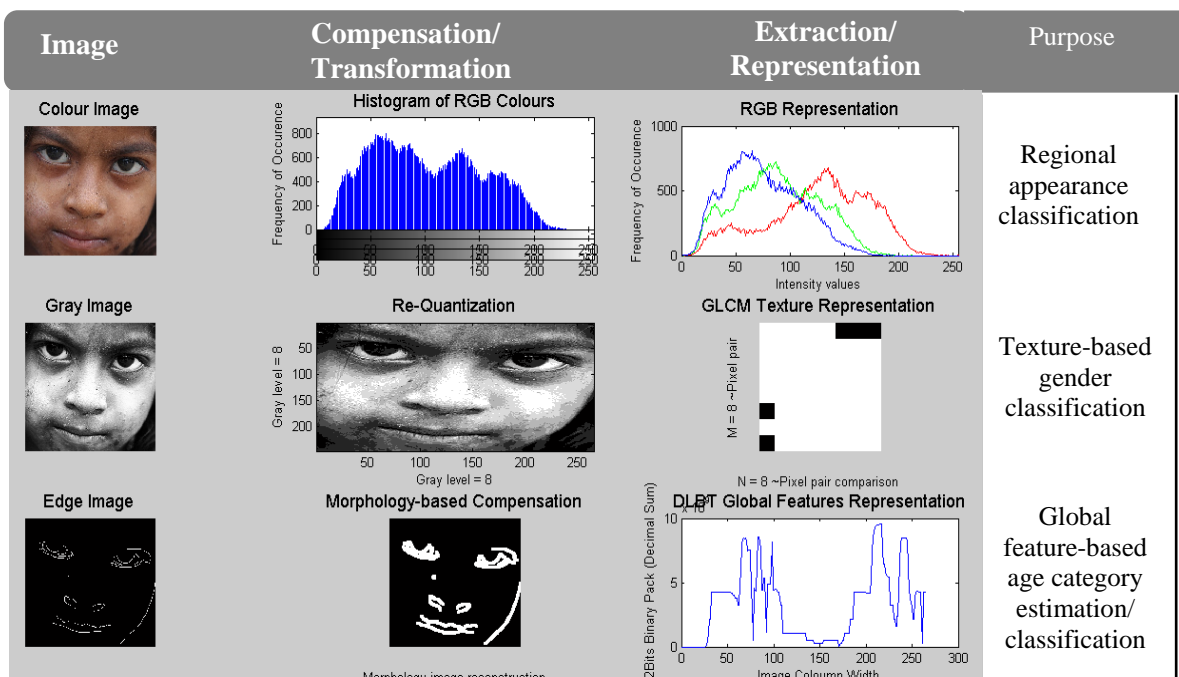 Image
Compensation/
Transformation
Extraction/
Representation
Purpose
Colour Image
Histogram of RGB Colours
Frequency of Occurence
800
600
400
200
0
0 50 100 150 200 250
RGB Representation
Frequency of Occurence
1000
500
0
0 50 100 150 200 250
Intensity values
Regional
appearance
classification
Gray Image
Re-Quantization
Gray level = 8
50
100
150
200
50 100 150 200 250
Gray level = 8
GLCM Texture Representation
M = 8 ~Pixel pair
N = 8 ~Pixel pair comparison
Texture-based
gender
classification
Edge Image
Morphology-based Compensation
Morphology image reconstruction
DLBT Global Features Representation
2Bits Binary Pack (Decimal Sum)
10
5
0
0 50 100 150 200 250 300
Image Coloumn Width
Global
feature-based
age category
estimation/
classification